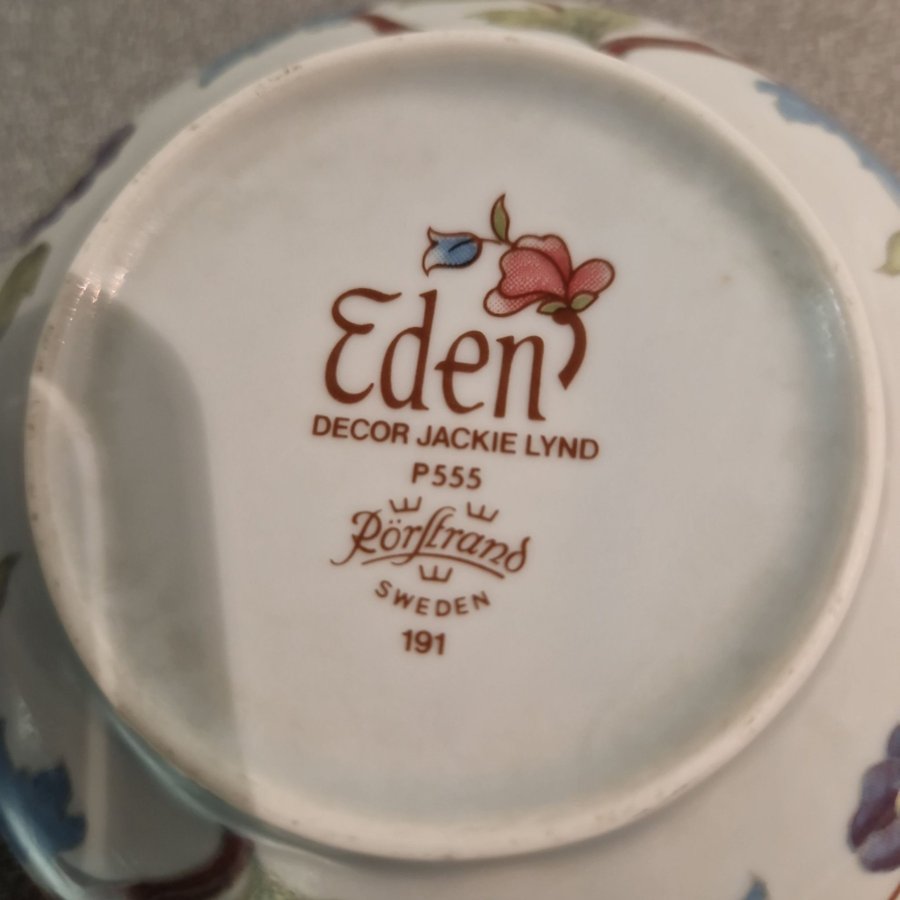 Eden
DECOR JACKIE LYND
P555
Rörstrand
SWEDEN
191